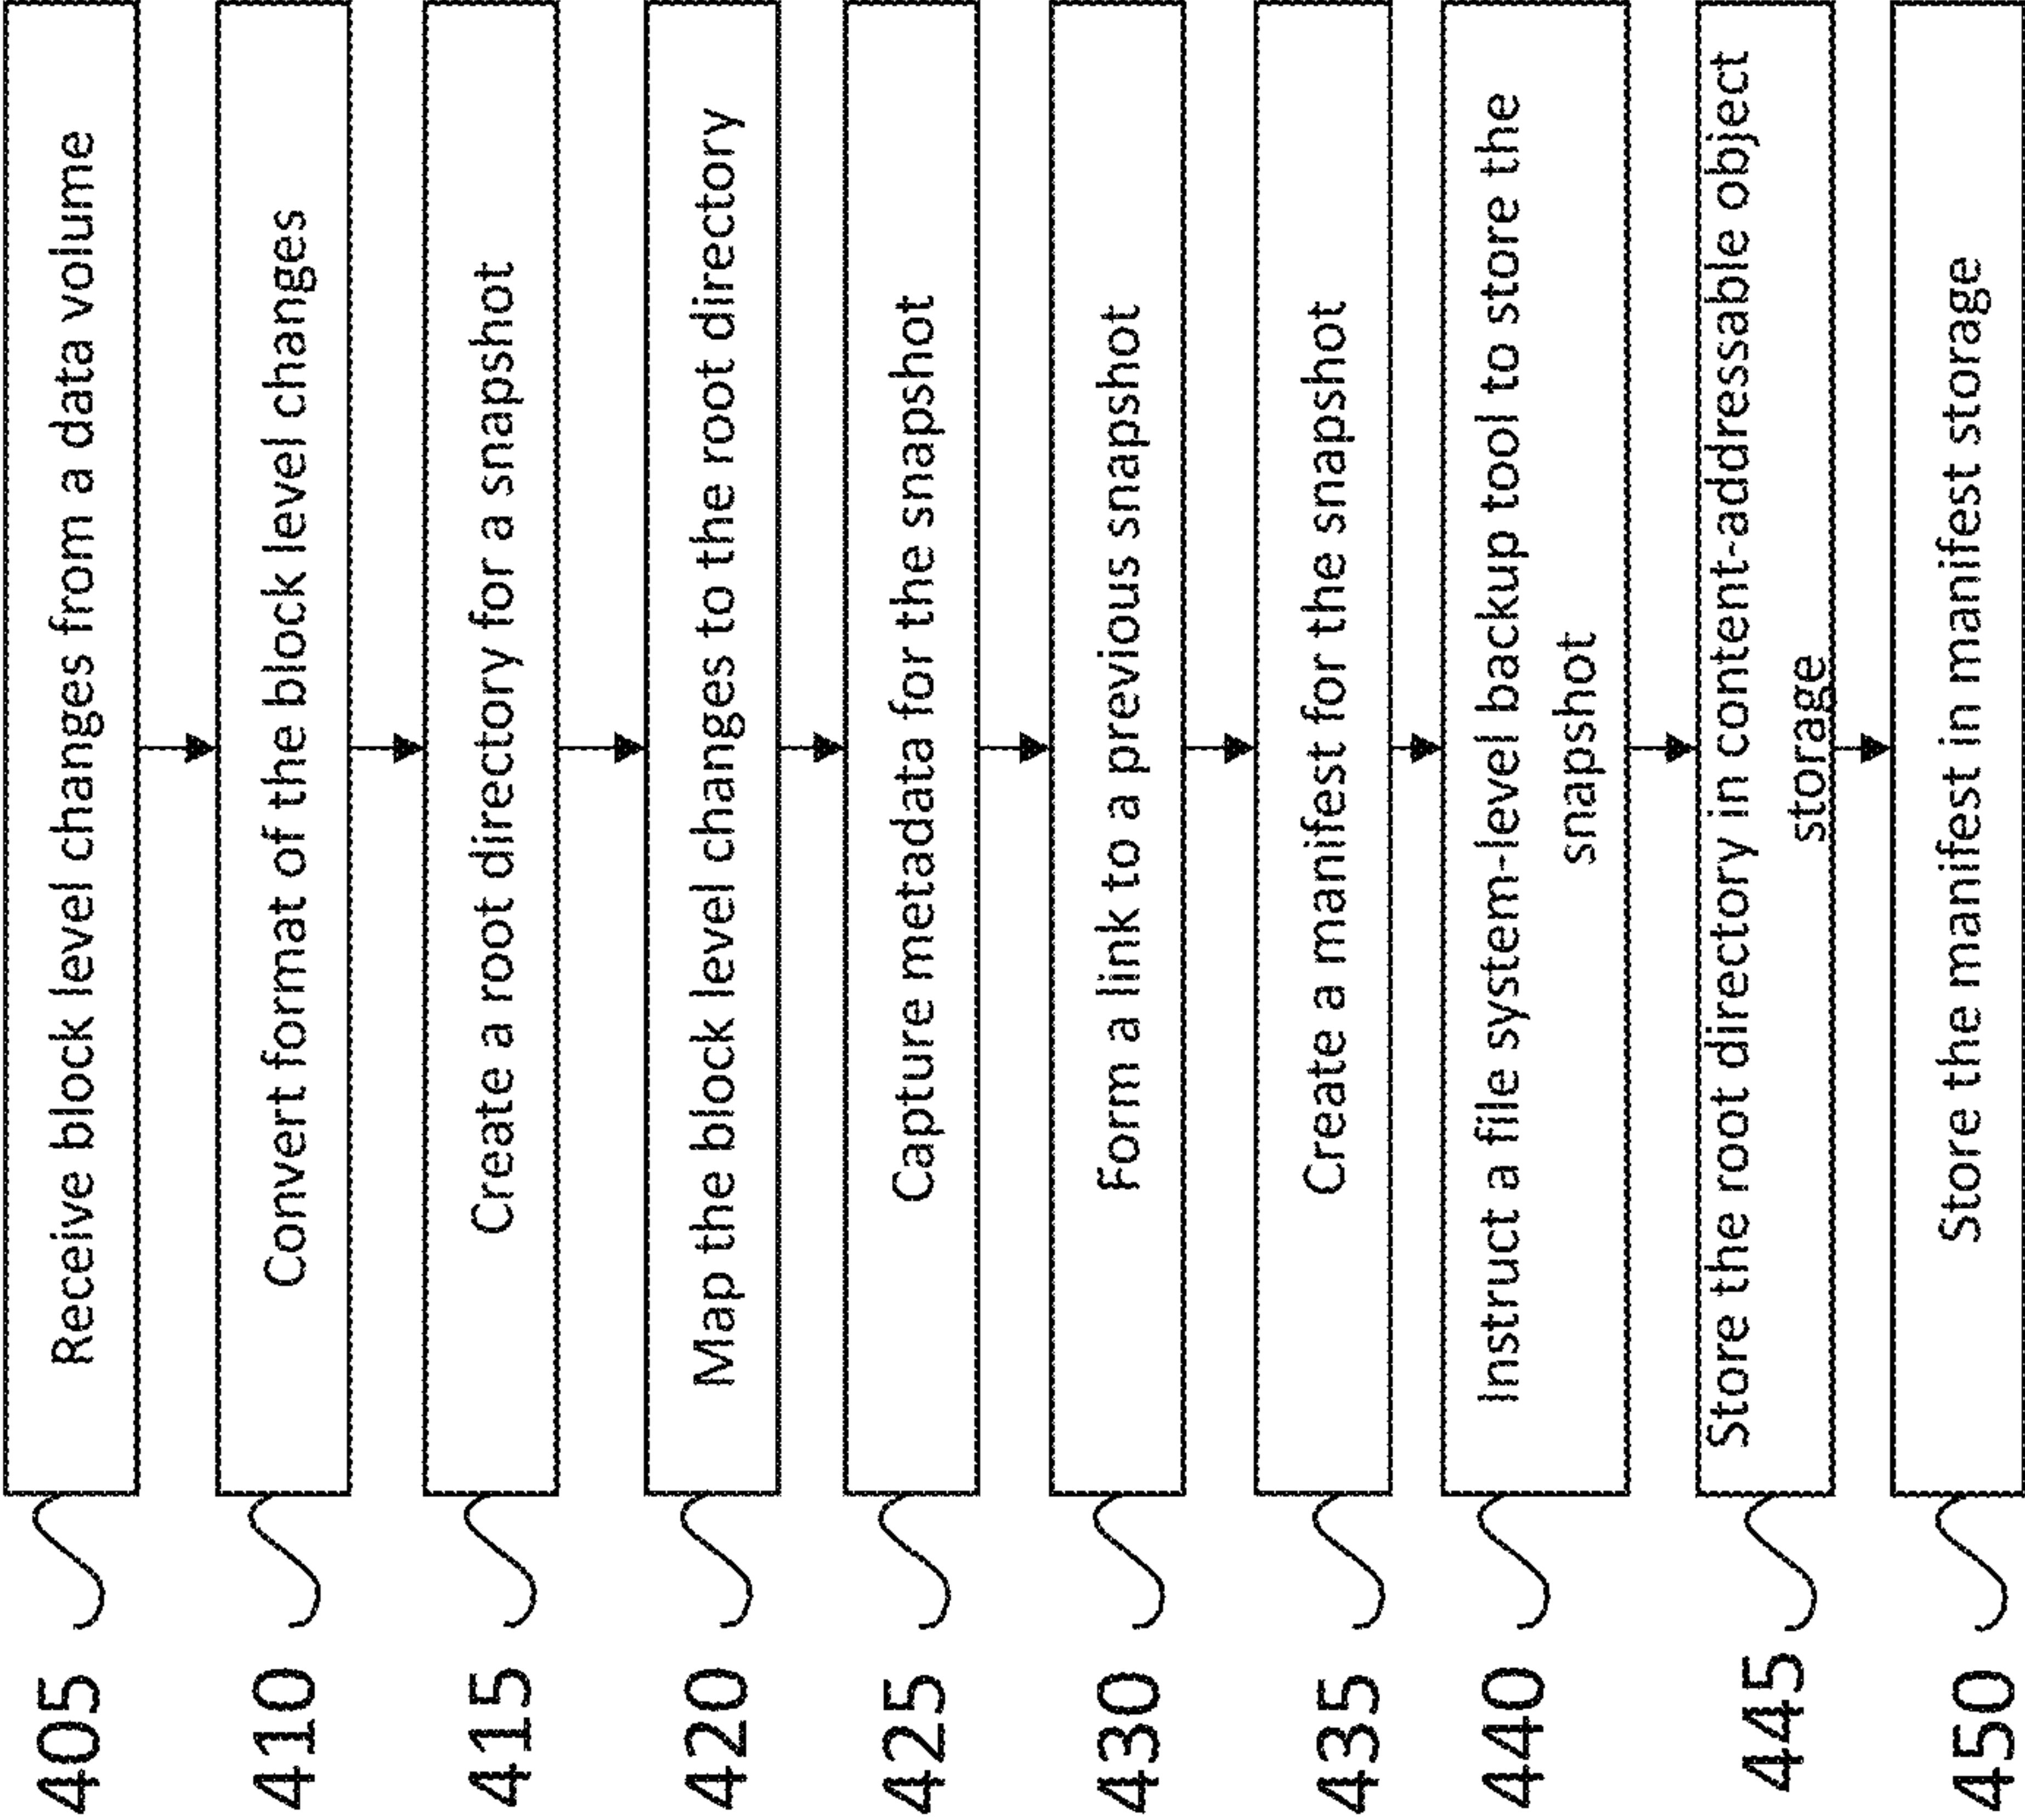 405
Receive block level changes from a data volume
410
Convert format of the block level changes
415
Create a root directory for a snapshot
420
Map the block level changes to the root directory
425
Capture metadata for the snapshot
430
Form a link to a previous snapshot
435
Create a manifest for the snapshot
440
Instruct a file system-level backup tool to store the
snapshot
445
Store the root directory in content-addressable object
storage
450
Store the manifest in manifest storage